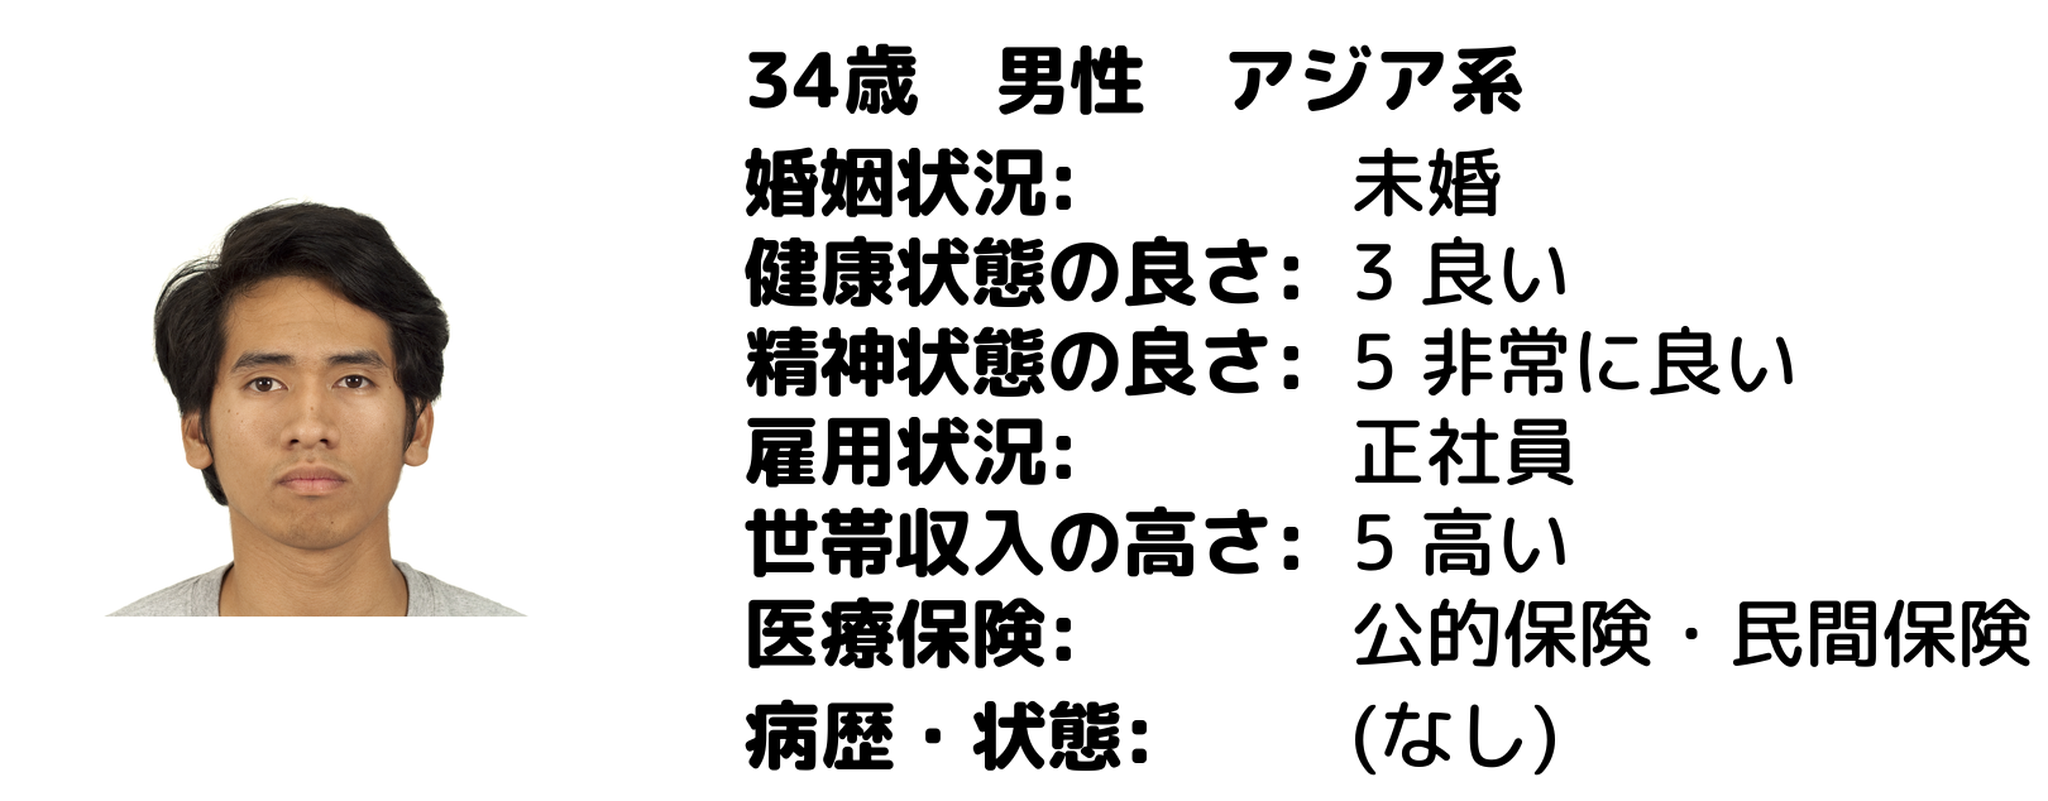 34歳　男性　アジア系
婚姻状況: 未婚
健康状態の良さ: 3 良い
精神状態の良さ: 5 非常に良い
雇用状況: 正社員
世帯収入の高さ: 5 高い
医療保険: 公的保険・民間保険
病歴・状態: (なし)